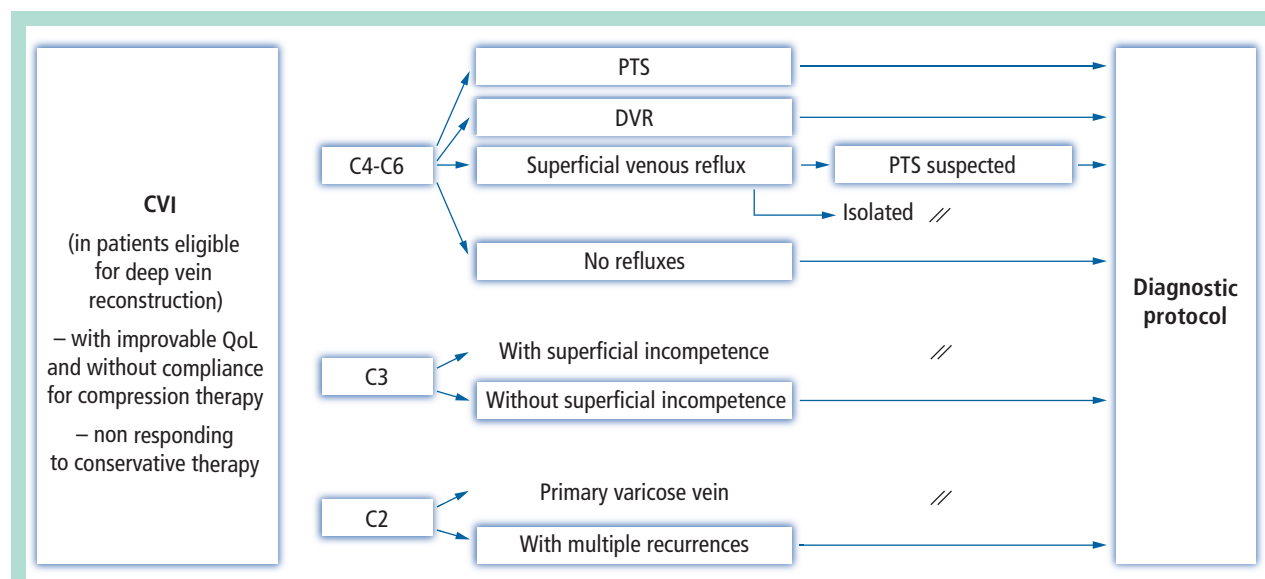 CVI
(in patients eligible
for deep vein
reconstruction)
– with improvable QoL
and without compliance
for compression therapy
– non responding
to conservative therapy
C4-C6
PTS
DVR
Superficial venous reflux
PTS suspected
Isolated //
No refluxes
C3
With superficial incompetence //
Without superficial incompetence
C2
Primary varicose vein //
With multiple recurrences
Diagnostic
protocol